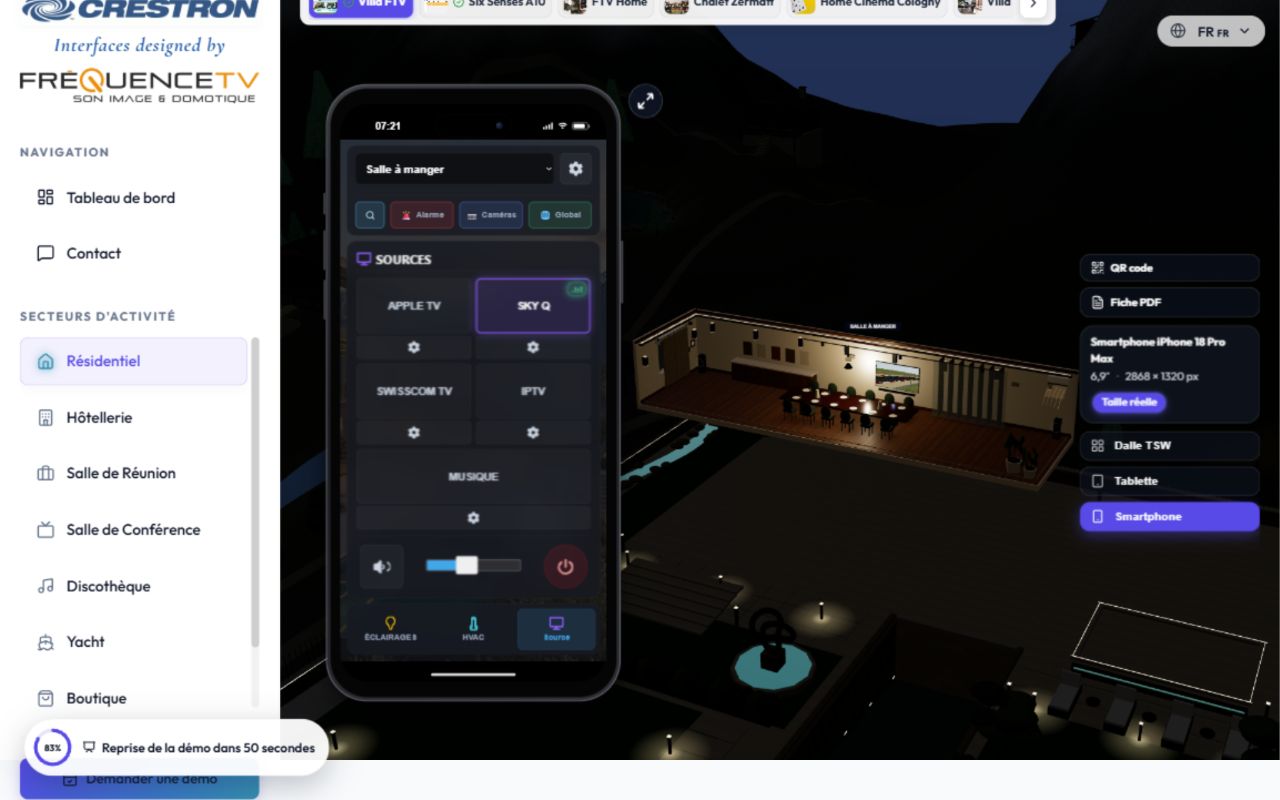 CRESTRON
Interfaces designed by
FRÉQUENCETV
SON IMAGE & DOMOTIQUE
NAVIGATION
Tableau de bord
Contact
SECTEURS D'ACTIVITÉ
Résidentiel
Hôtellerie
Salle de Réunion
Salle de Conférence
Discothèque
Yacht
Boutique
83%
Reprise de la démo dans 50 secondes
Demander une démo
Villa FTV
Six Senses A10
FTV Home
Chalet Zermatt
Home Cinema Cologny
Villa
FR FR
07:21
Salle à manger
Alarme
Caméras
Global
SOURCES
APPLE TV
SKY Q
SWISSCOM TV
IPTV
MUSIQUE
ÉCLAIRAGES
HVAC
Source
SALLE À MANGER
QR code
Fiche PDF
Smartphone iPhone 18 Pro
Max
6,9" · 2868 × 1320 px
Taille réelle
Dalle TSW
Tablette
Smartphone